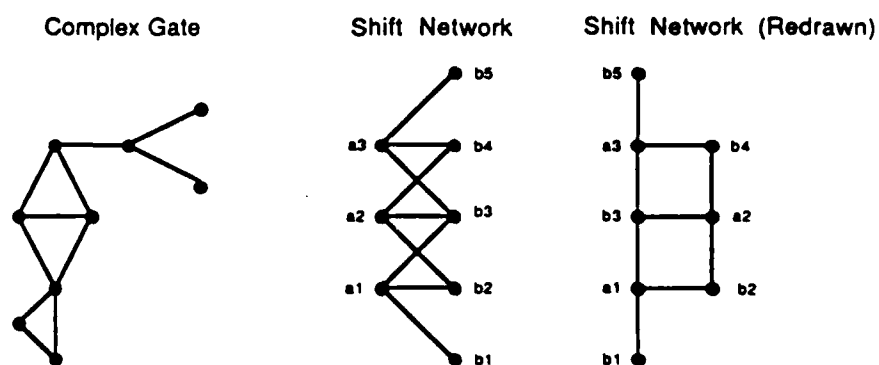 Complex Gate
Shift Network
Shift Network (Redrawn)
b5
a3
b4
a2
b3
a1
b2
b1
b5
a3
b4
b3
a2
a1
b2
b1